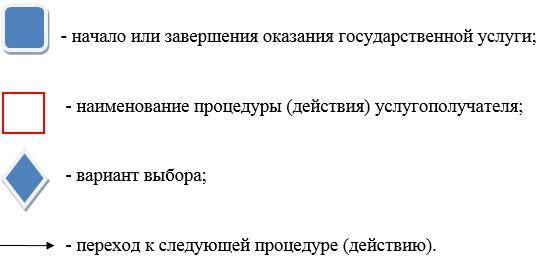 - начало или завершения оказания государственной услуги;
- наименование процедуры (действия) услугополучателя;
- вариант выбора;
- переход к следующей процедуре (действию).